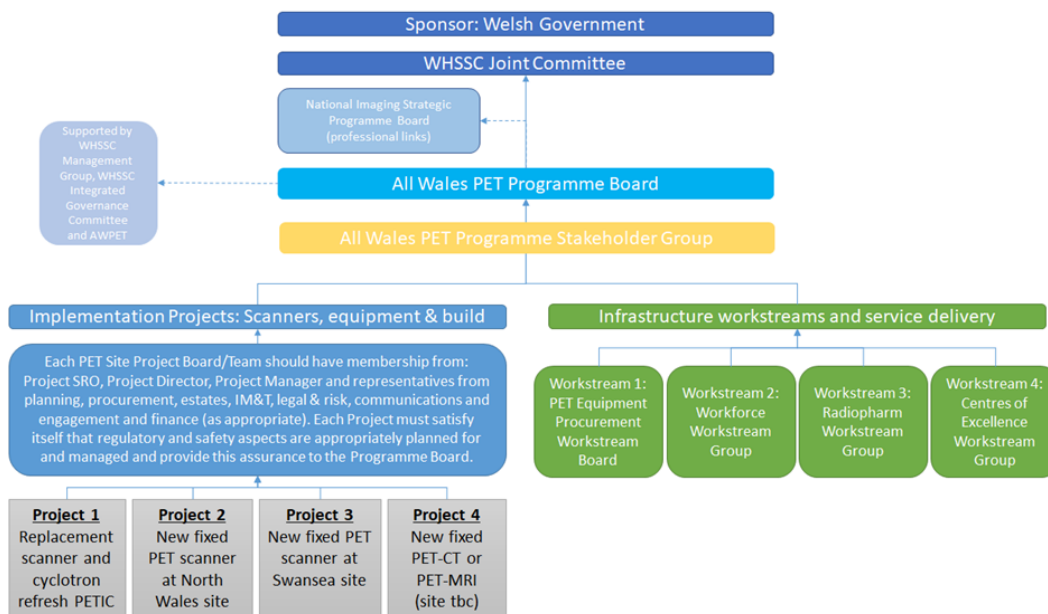 Sponsor: Welsh Government
WHSSC Joint Committee
National Imaging Strategic
Programme Board
(professional links)
Supported by
WHSSC
Management
Group, WHSSC
Integrated
Governance
Committee
and AWPET
All Wales PET Programme Board
All Wales PET Programme Stakeholder Group
Implementation Projects: Scanners, equipment & build
Infrastructure workstreams and service delivery
Each PET Site Project Board/Team should have membership from:
Project SRO, Project Director, Project Manager and representatives from
planning, procurement, estates, IM&T, legal & risk, communications and
engagement and finance (as appropriate). Each Project must satisfy
itself that regulatory and safety aspects are appropriately planned for
and managed and provide this assurance to the Programme Board.
Workstream 1:
PET Equipment
Procurement
Workstream
Board
Workstream 2:
Workforce
Workstream
Group
Workstream 3:
Radiopharm
Workstream
Group
Workstream 4:
Centres of
Excellence
Workstream
Group
Project 1
Replacement
scanner and
cyclotron
refresh PETIC
Project 2
New fixed
PET scanner
at North
Wales site
Project 3
New fixed PET
scanner at
Swansea site
Project 4
New fixed
PET-CT or
PET-MRI
(site tbc)